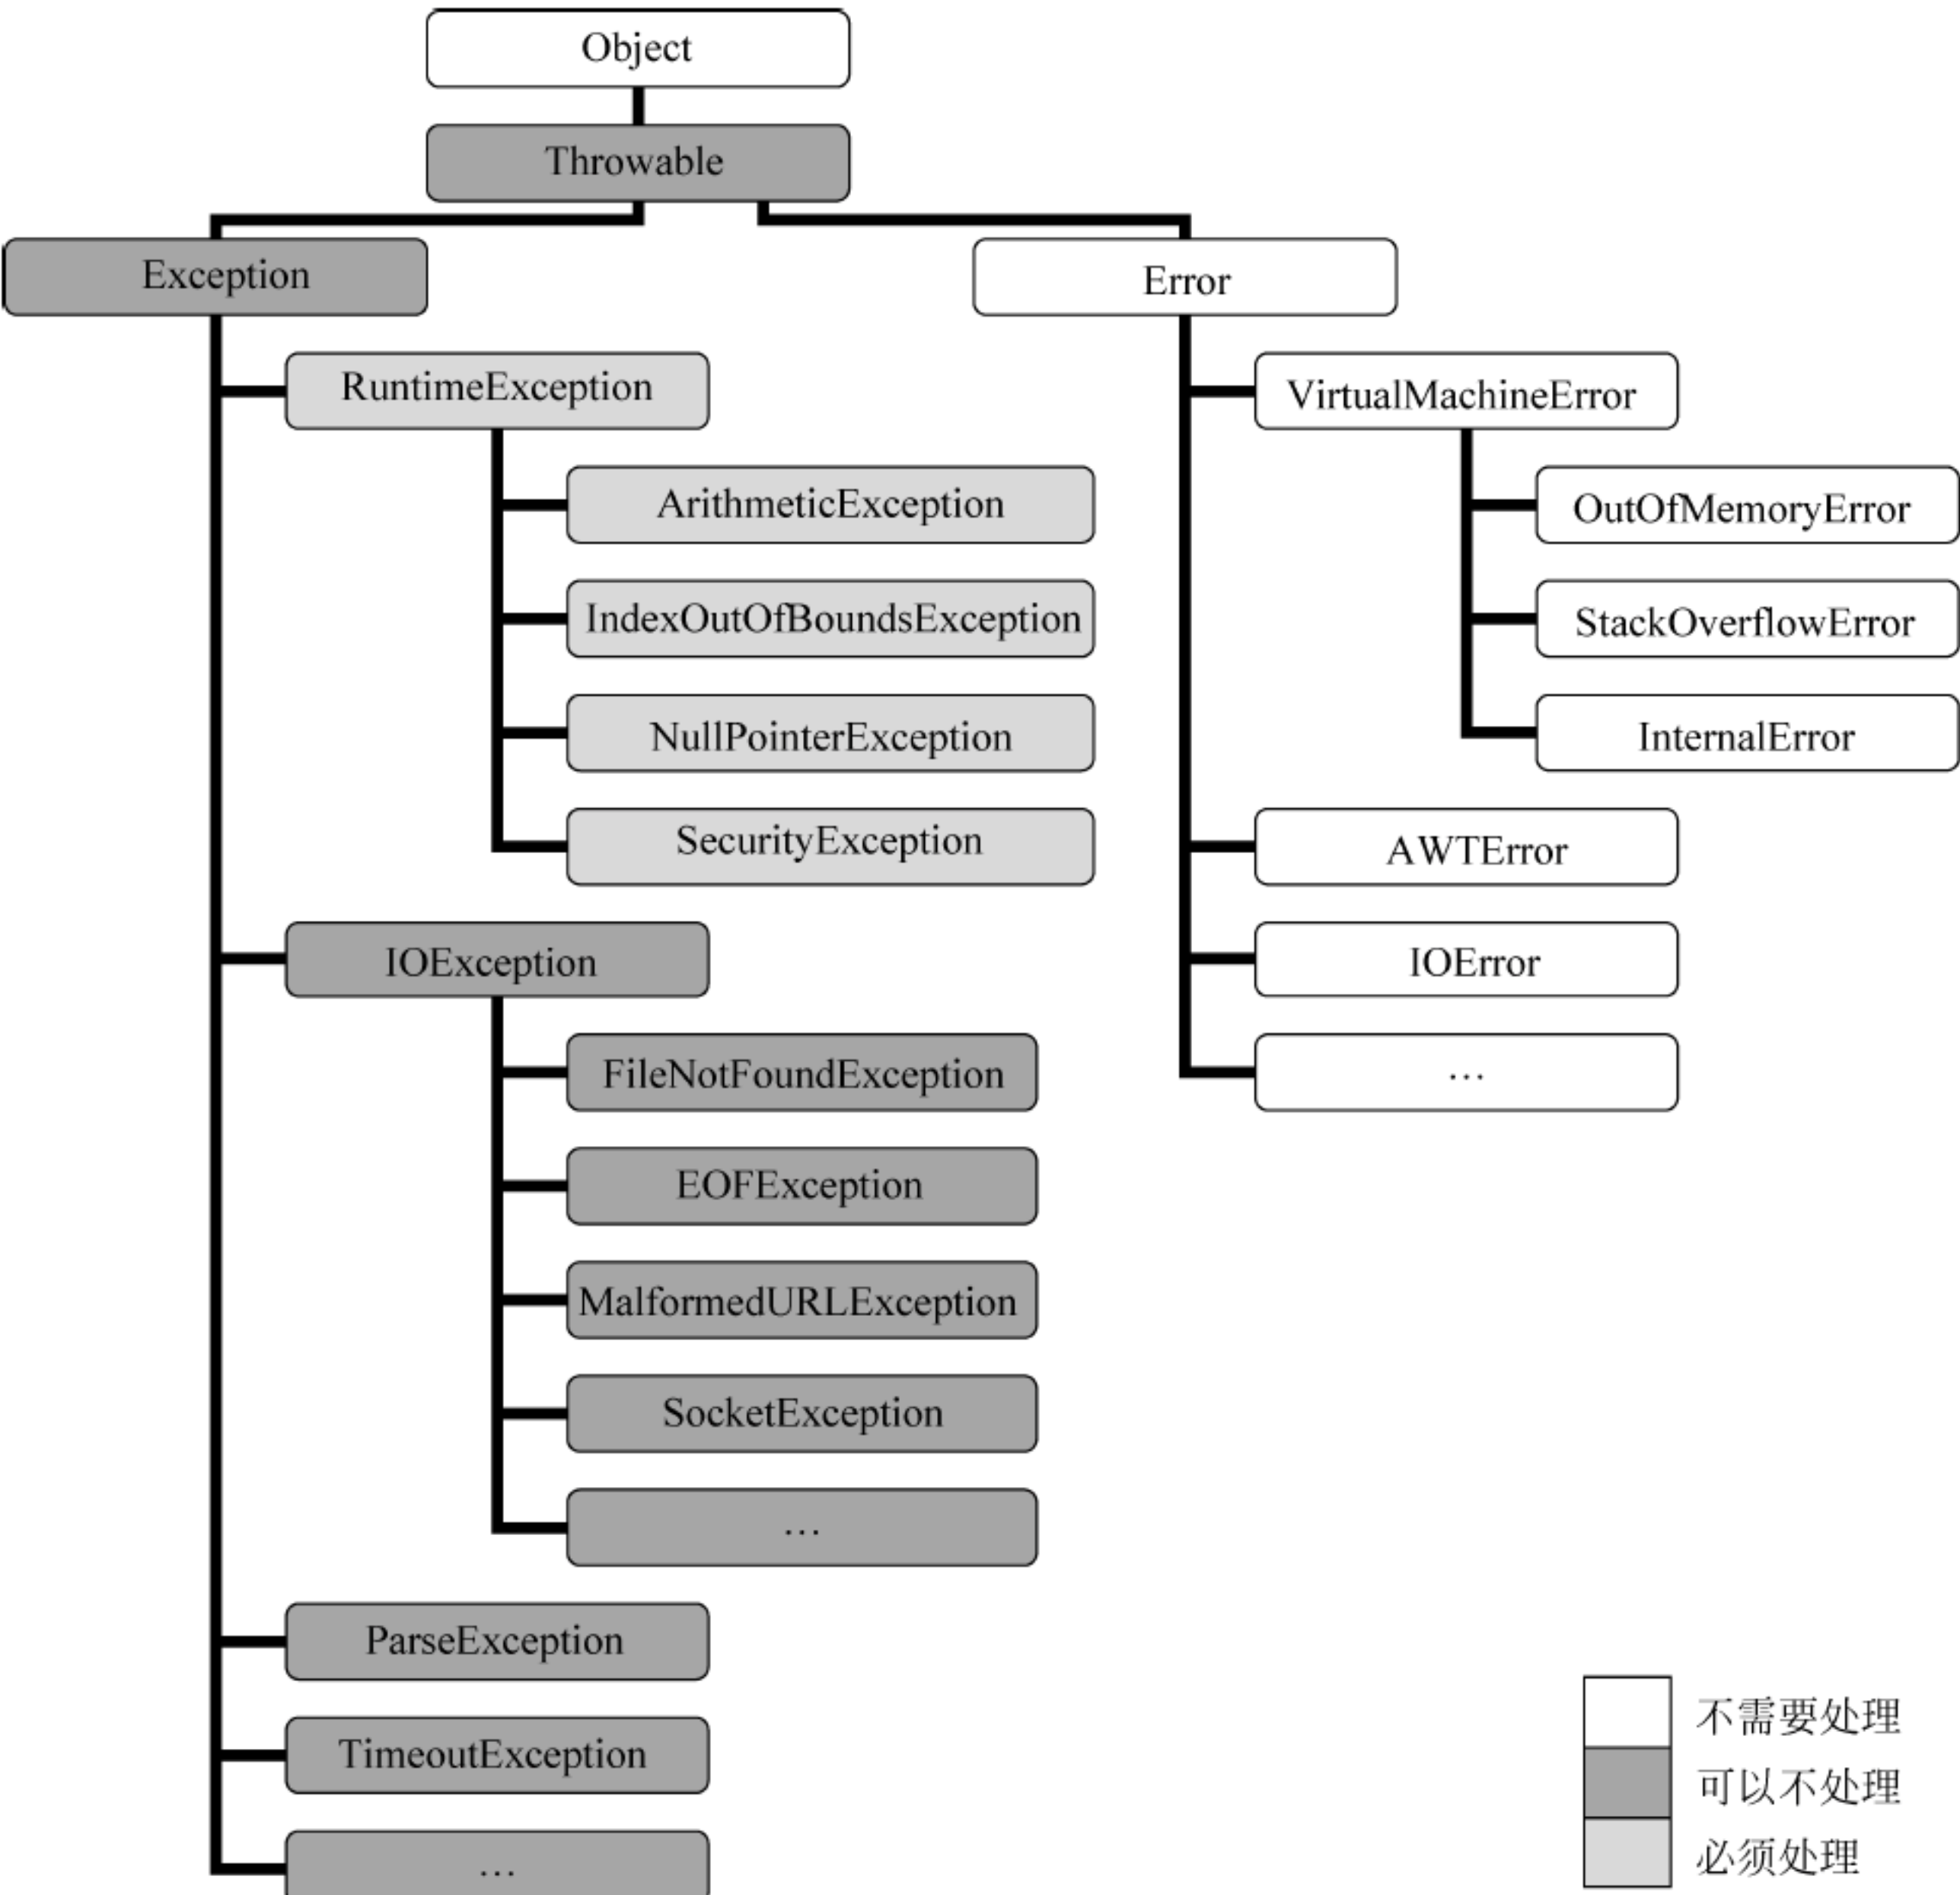 Object
Throwable
Exception
Error
RuntimeException
VirtualMachineError
ArithmeticException
OutOfMemoryError
IndexOutOfBoundsException
StackOverflowError
NullPointerException
InternalError
SecurityException
AWTError
IOException
IOError
FileNotFoundException
…
EOFException
MalformedURLException
SocketException
…
ParseException
TimeoutException
…
不需要处理
可以不处理
必须处理